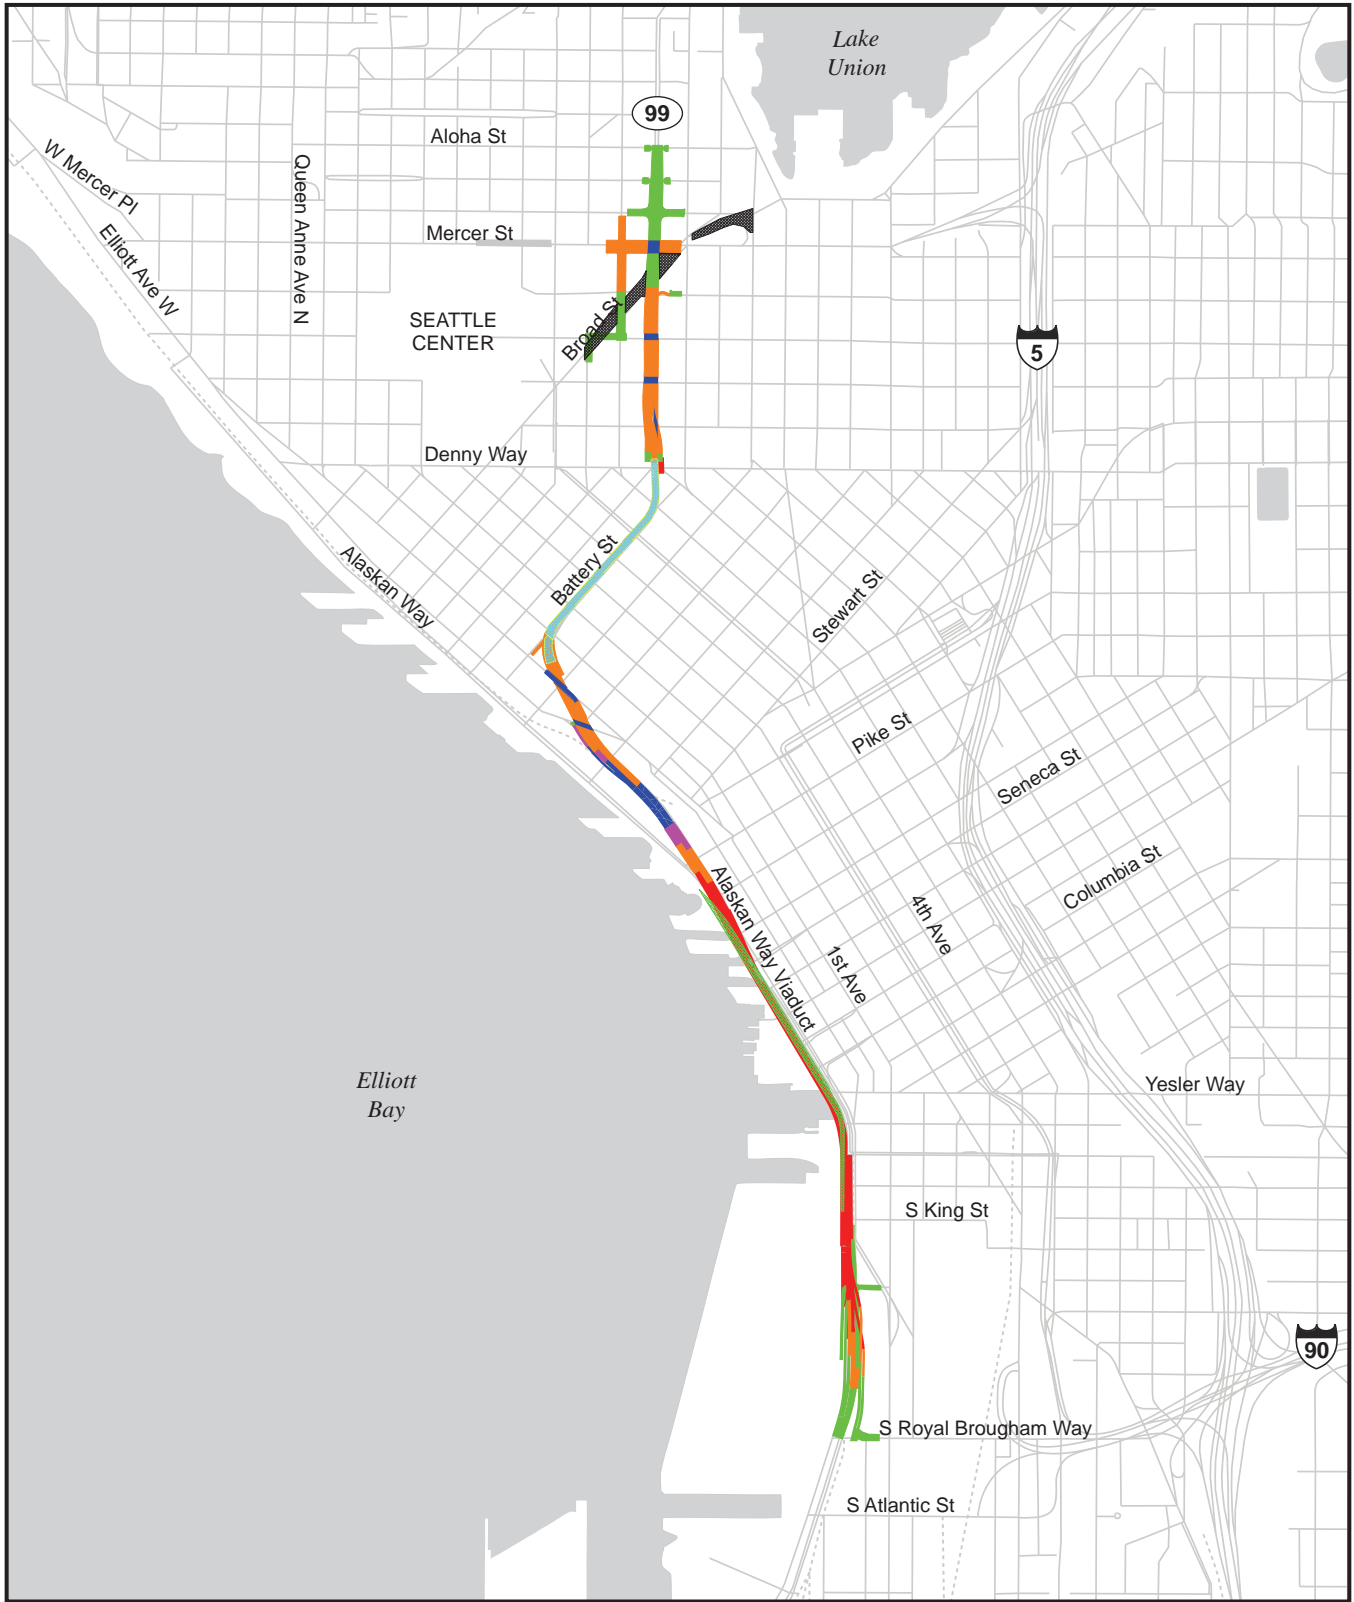 Lake
Union
99
Aloha St
W Mercer Pl
Queen Anne Ave N
Mercer St
Elliott Ave W
SEATTLE
CENTER
Broad St
5
Denny Way
Alaskan Way
Battery St
Stewart St
Pike St
Seneca St
Columbia St
Alaskan Way Viaduct
4th Ave
1st Ave
Elliott
Bay
Yesler Way
S King St
90
S Royal Brougham Way
S Atlantic St